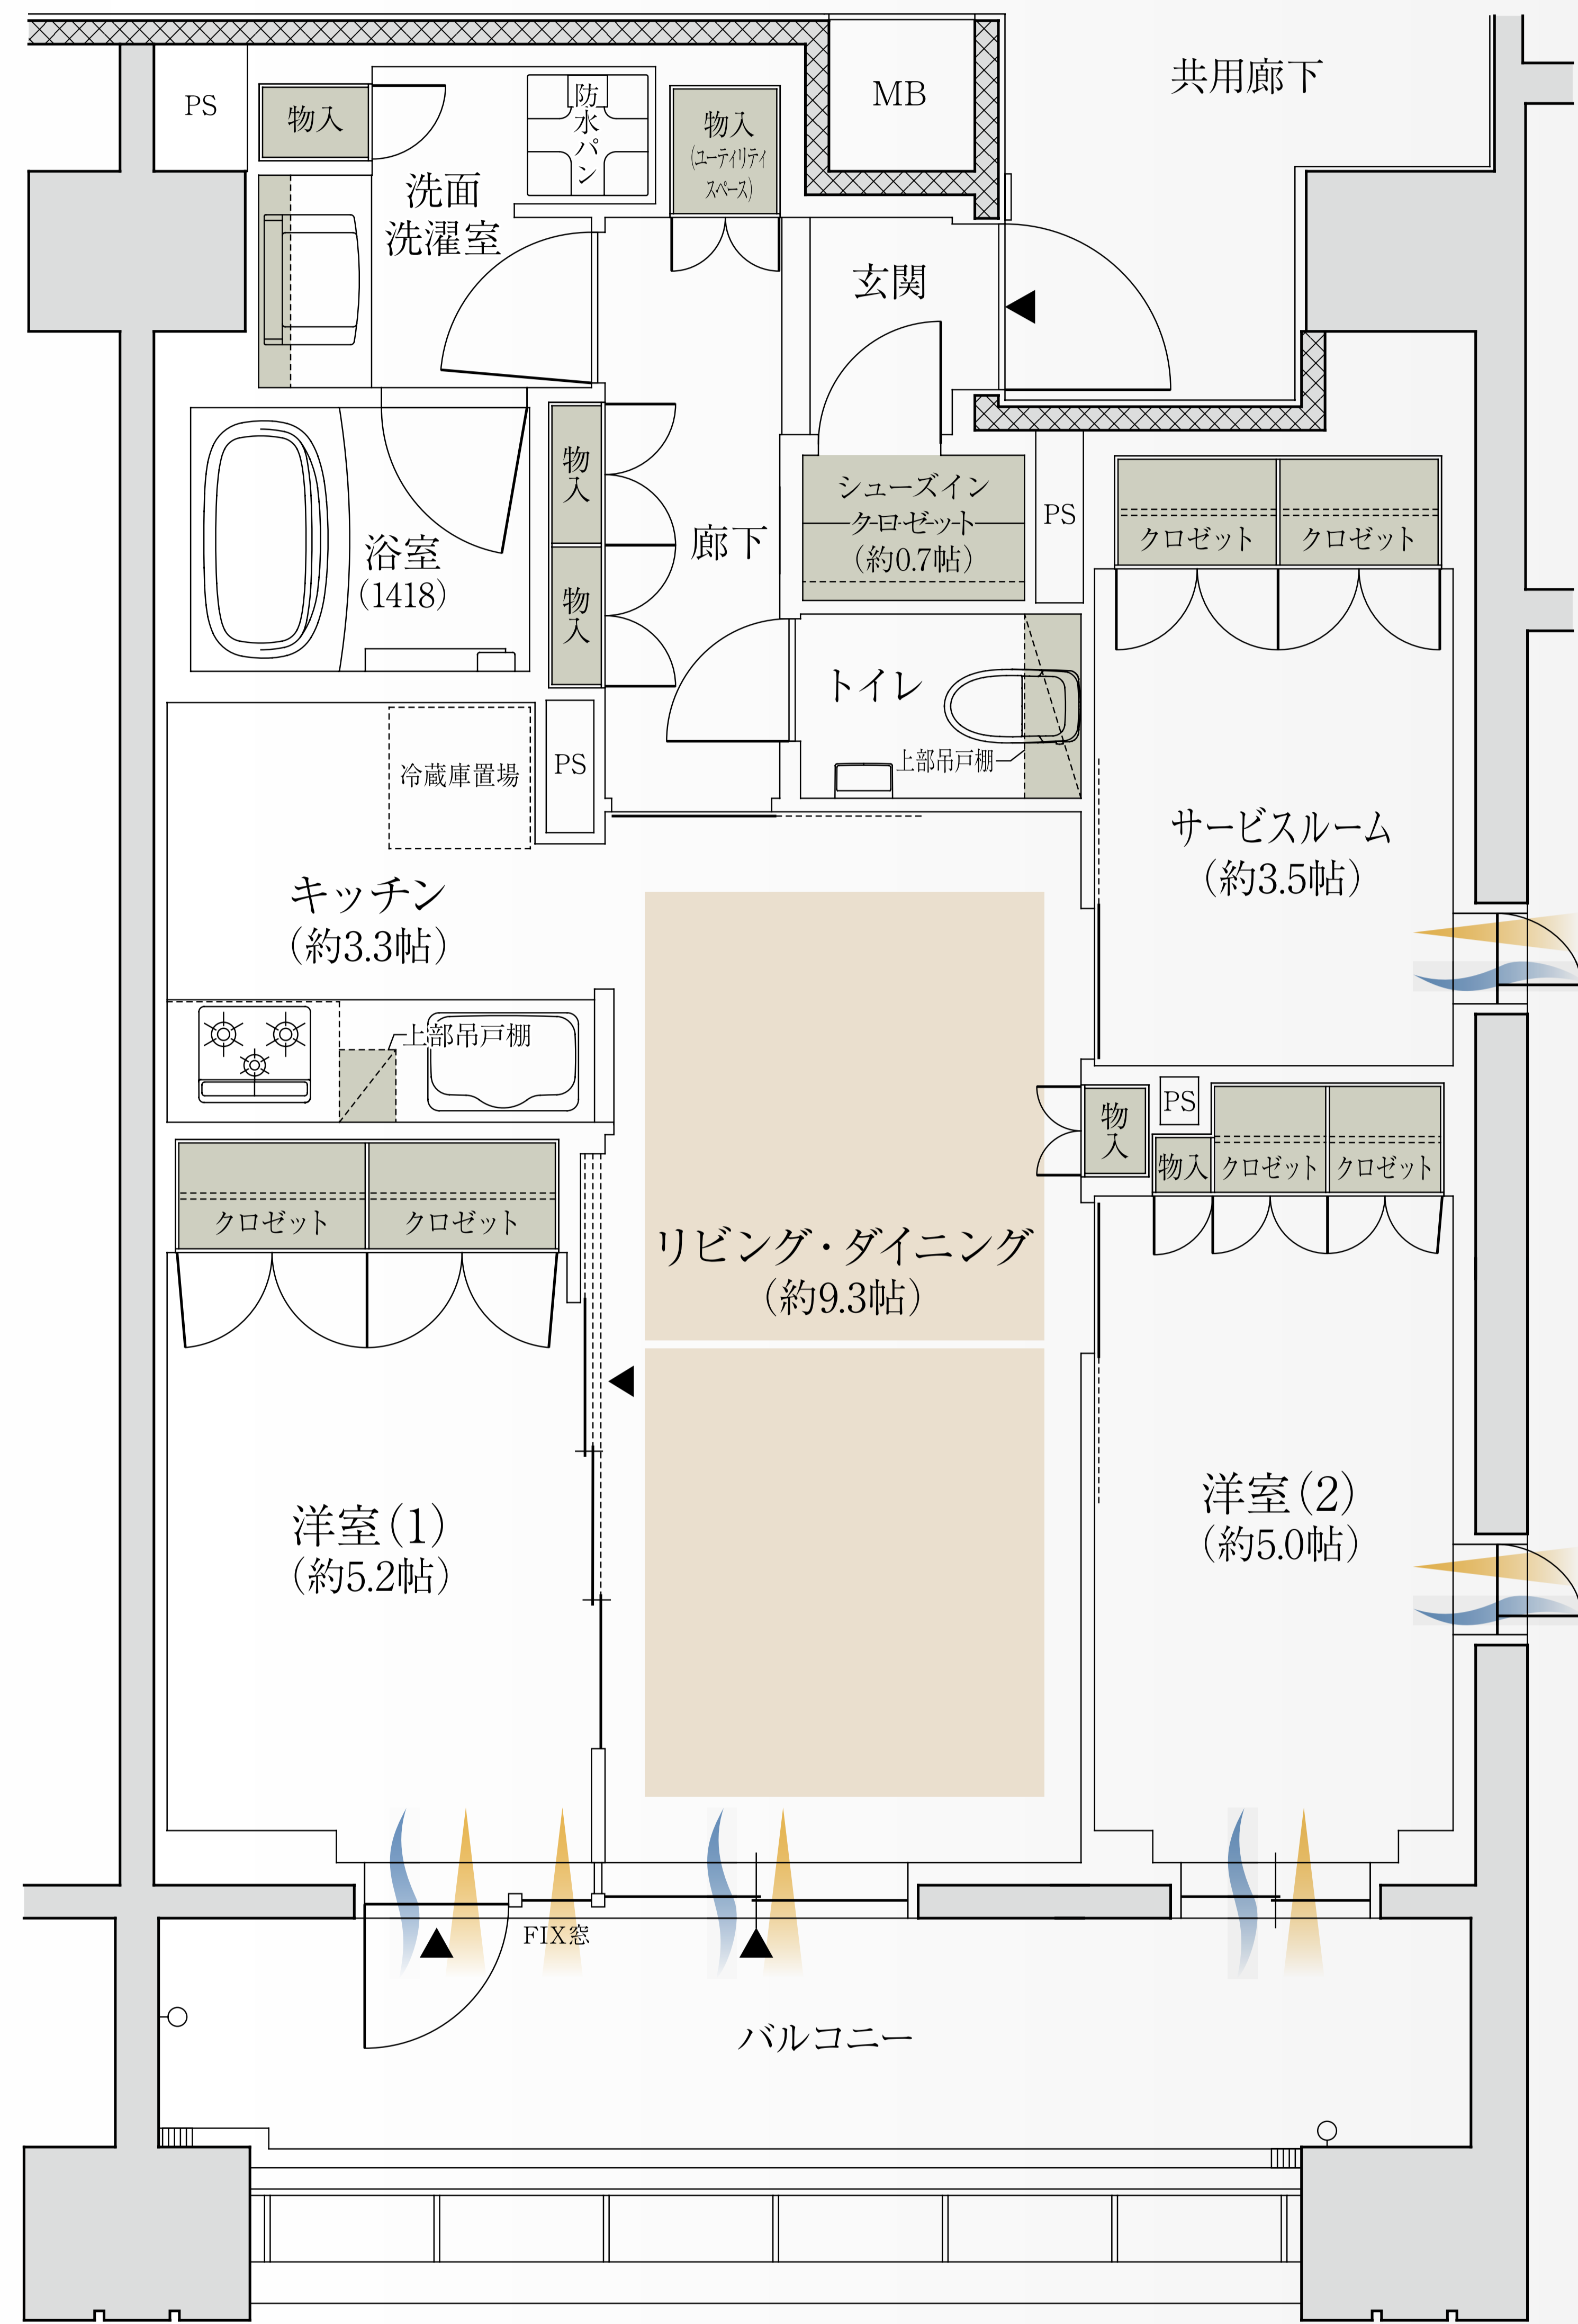 共用廊下
MB
PS
物入
防水パン
物入
(ユーティリティ
スペース)
洗面
洗濯室
玄関
物入
物入
廊下
シューズイン
クロゼット
(約0.7帖)
PS
クロゼット
クロゼット
浴室
(1418)
トイレ
上部吊戸棚
冷蔵庫置場
PS
サービスルーム
(約3.5帖)
キッチン
(約3.3帖)
上部吊戸棚
物入
PS
物入
クロゼット
クロゼット
クロゼット
クロゼット
リビング・ダイニング
(約9.3帖)
洋室(1)
(約5.2帖)
洋室(2)
(約5.0帖)
FIX窓
バルコニー